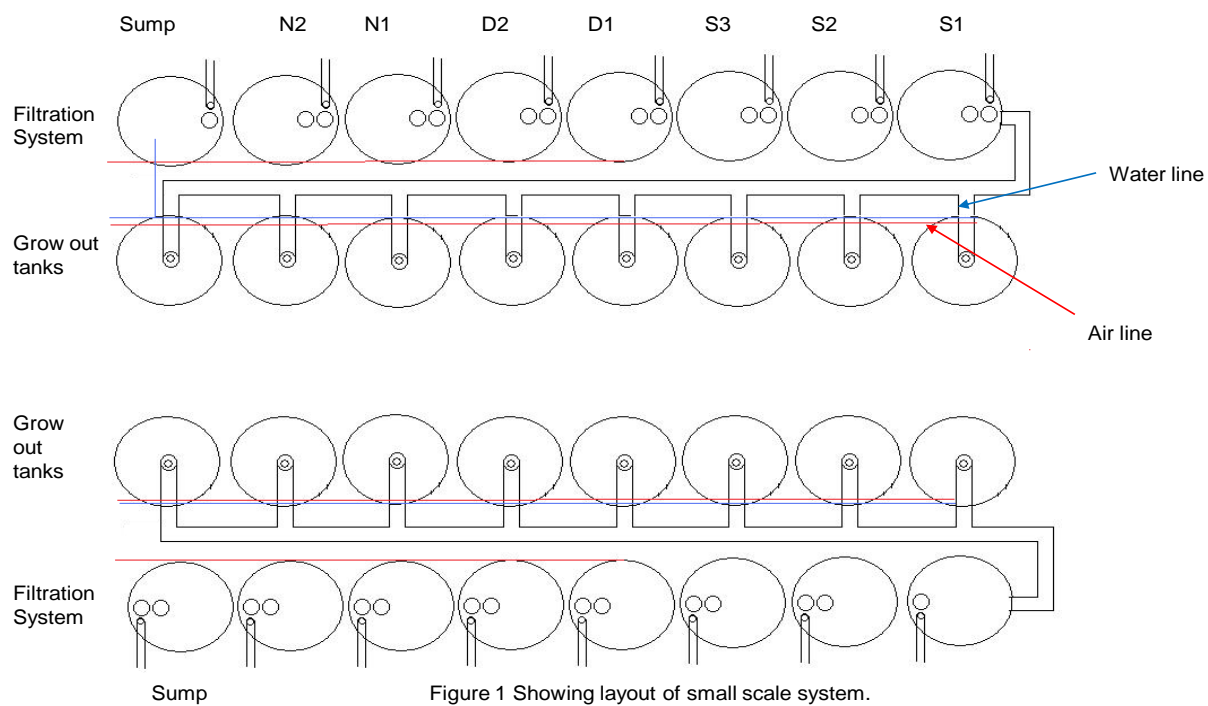 Sump N2 N1 D2 D1 S3 S2 S1
Filtration
System
Water line
Grow out
tanks
Air line
Grow
out
tanks
Filtration
System
Sump
Figure 1 Showing layout of small scale system.